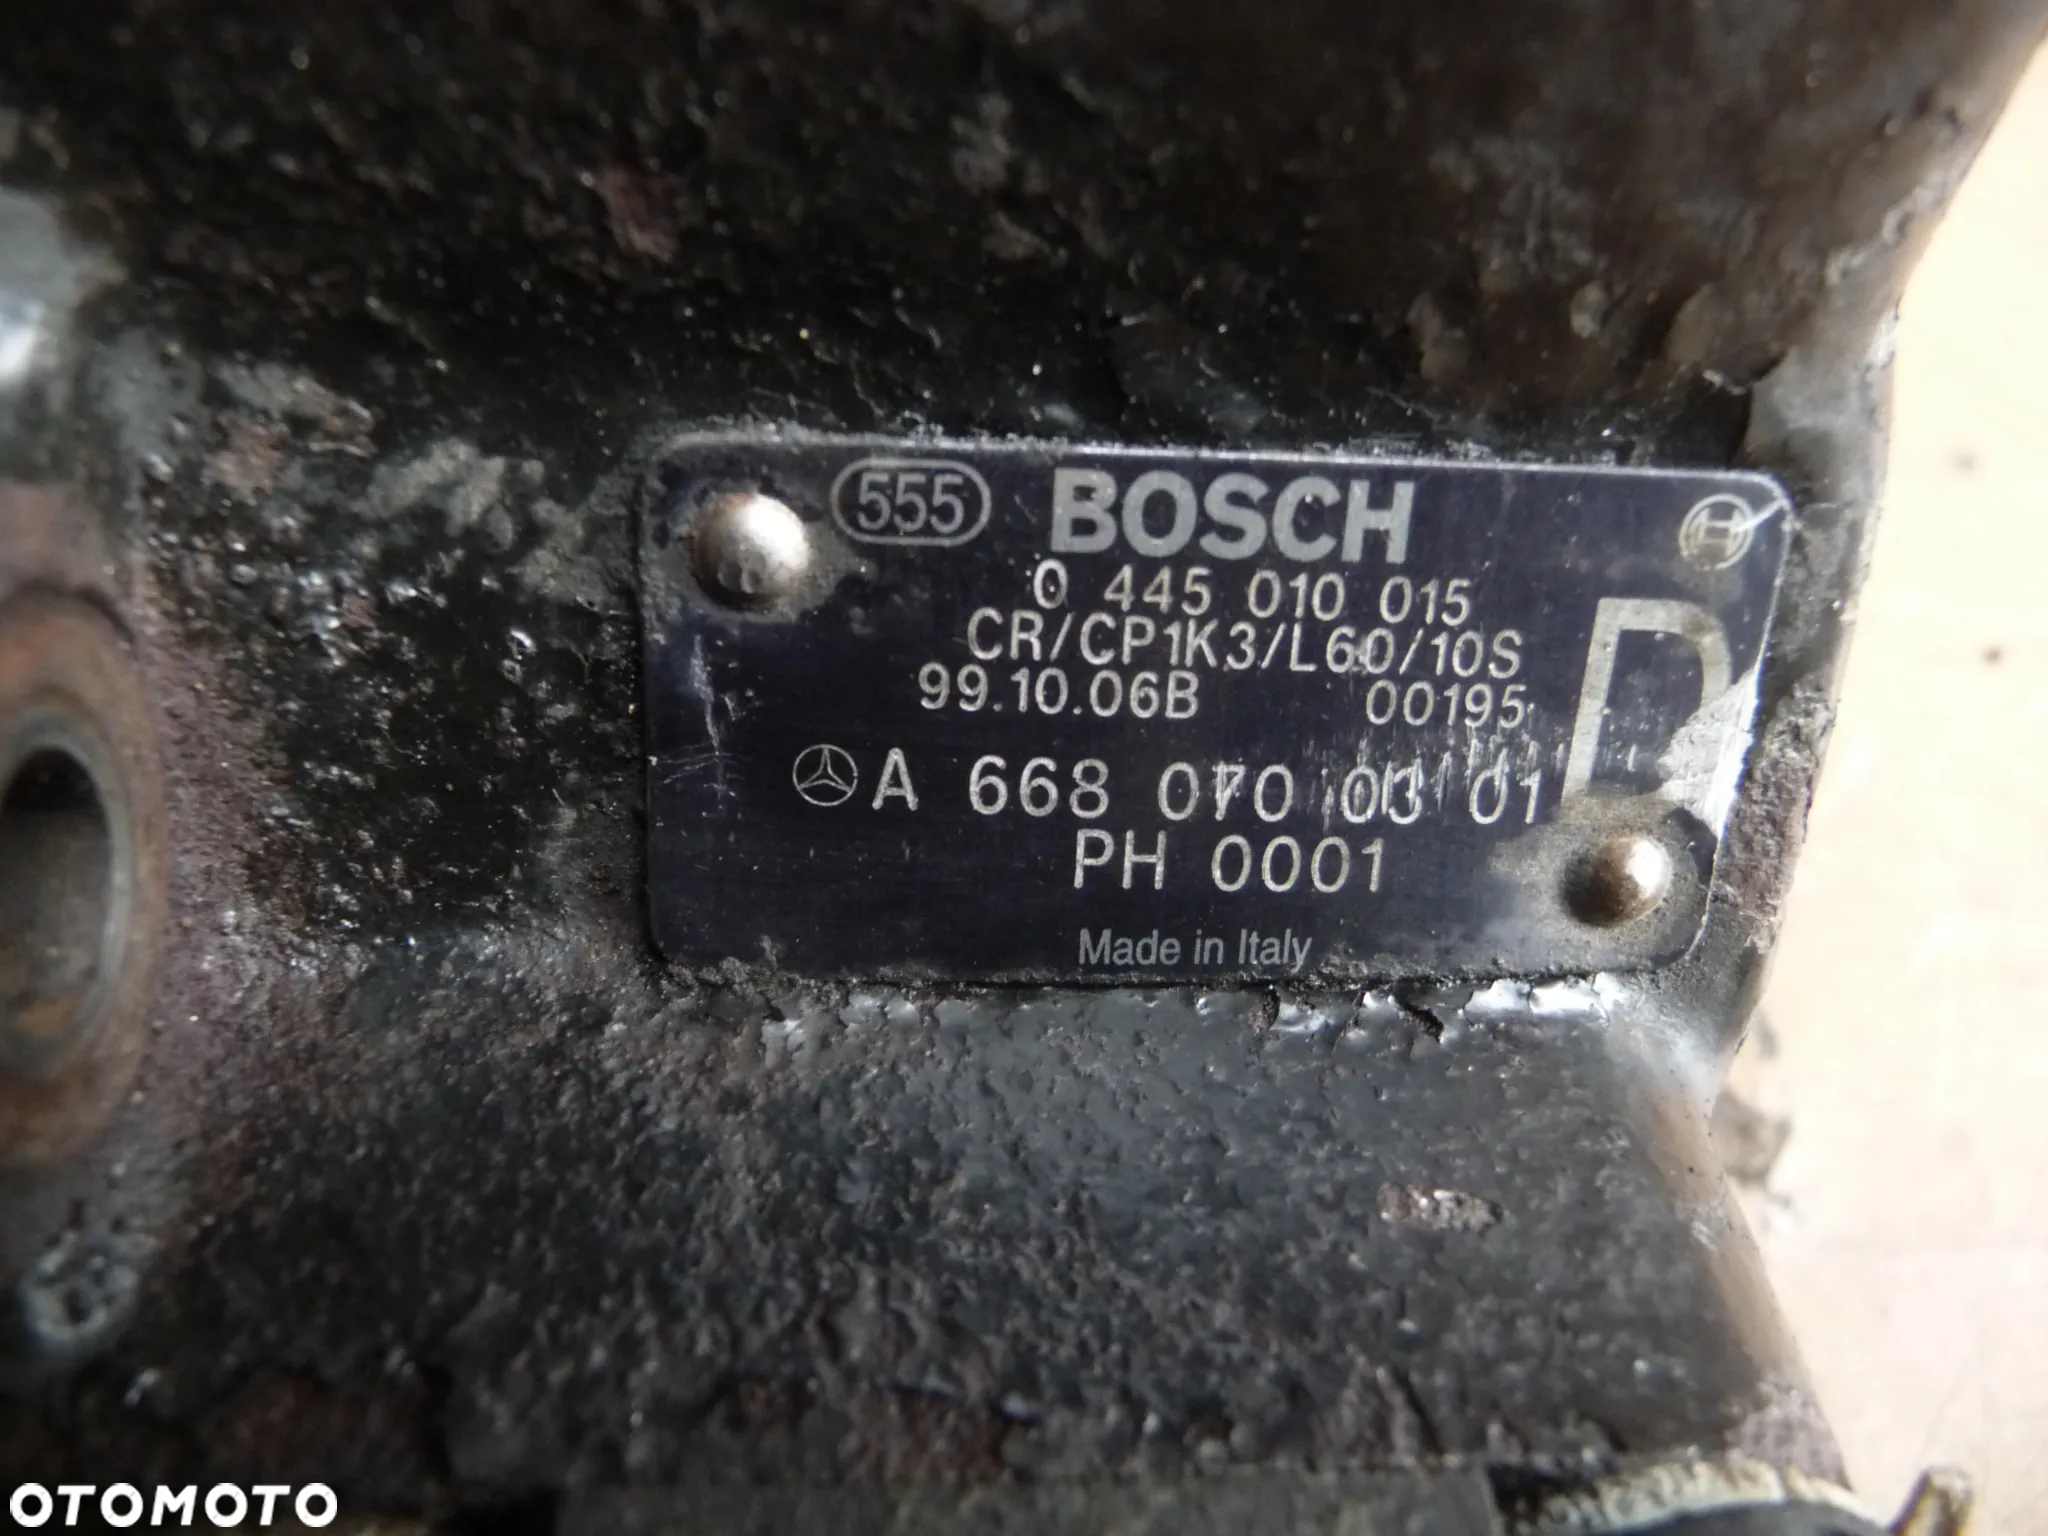 555 BOSCH
0 445 010 015
CR/CP1K3/L60/10S
99.10.06B 00195
D
A 668 070 03 01
PH 0001
Made in Italy
OTOMOTO